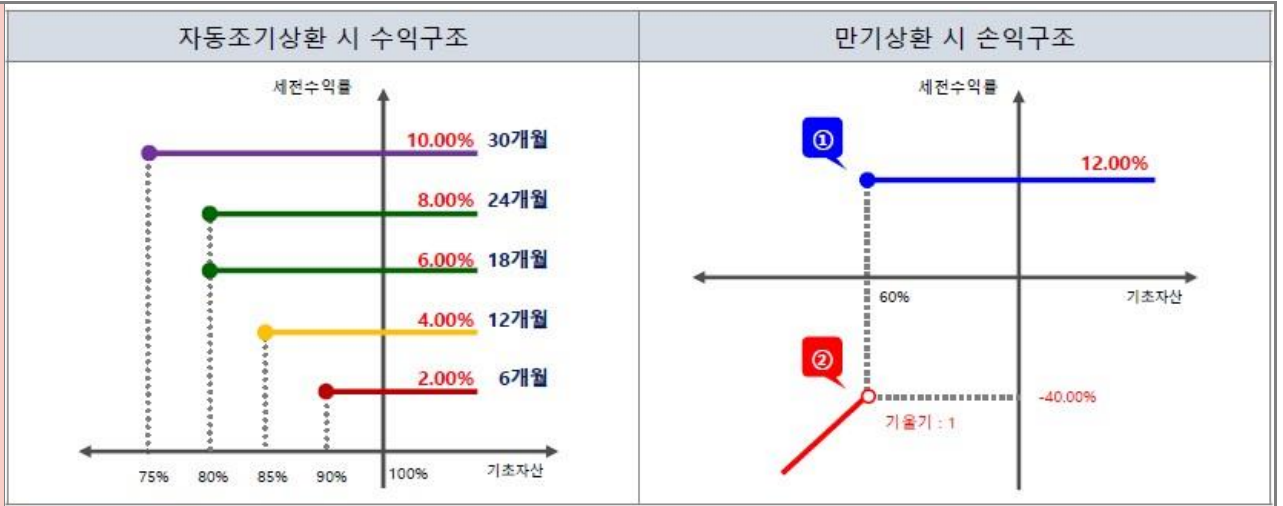 자동조기상환 시 수익구조
세전수익률
10.00% 30개월
8.00% 24개월
6.00% 18개월
4.00% 12개월
2.00% 6개월
75% 80% 85% 90% 100% 기초자산
만기상환 시 손익구조
세전수익률
①
12.00%
60% 기초자산
②
-40.00%
기울기 : 1